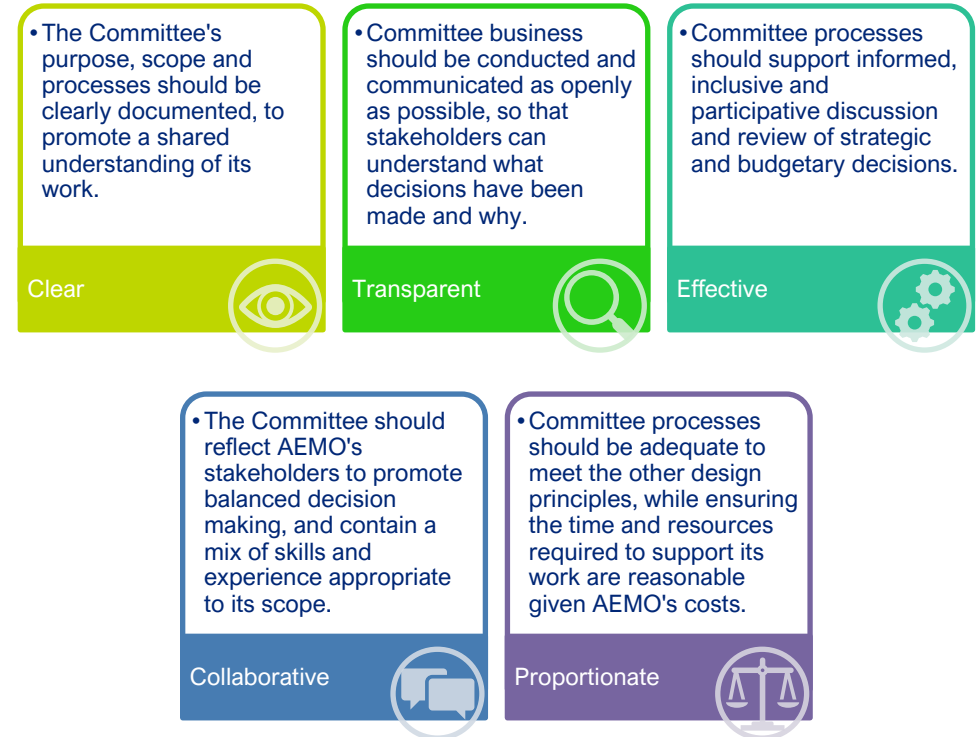 • The Committee's
purpose, scope and
processes should be
clearly documented, to
promote a shared
understanding of its
work.
Clear
• Committee business
should be conducted and
communicated as openly
as possible, so that
stakeholders can
understand what
decisions have been
made and why.
Transparent
• Committee processes
should support informed,
inclusive and
participative discussion
and review of strategic
and budgetary decisions.
Effective
• The Committee should
reflect AEMO's
stakeholders to promote
balanced decision
making, and contain a
mix of skills and
experience appropriate
to its scope.
Collaborative
• Committee processes
should be adequate to
meet the other design
principles, while ensuring
the time and resources
required to support its
work are reasonable
given AEMO's costs.
Proportionate